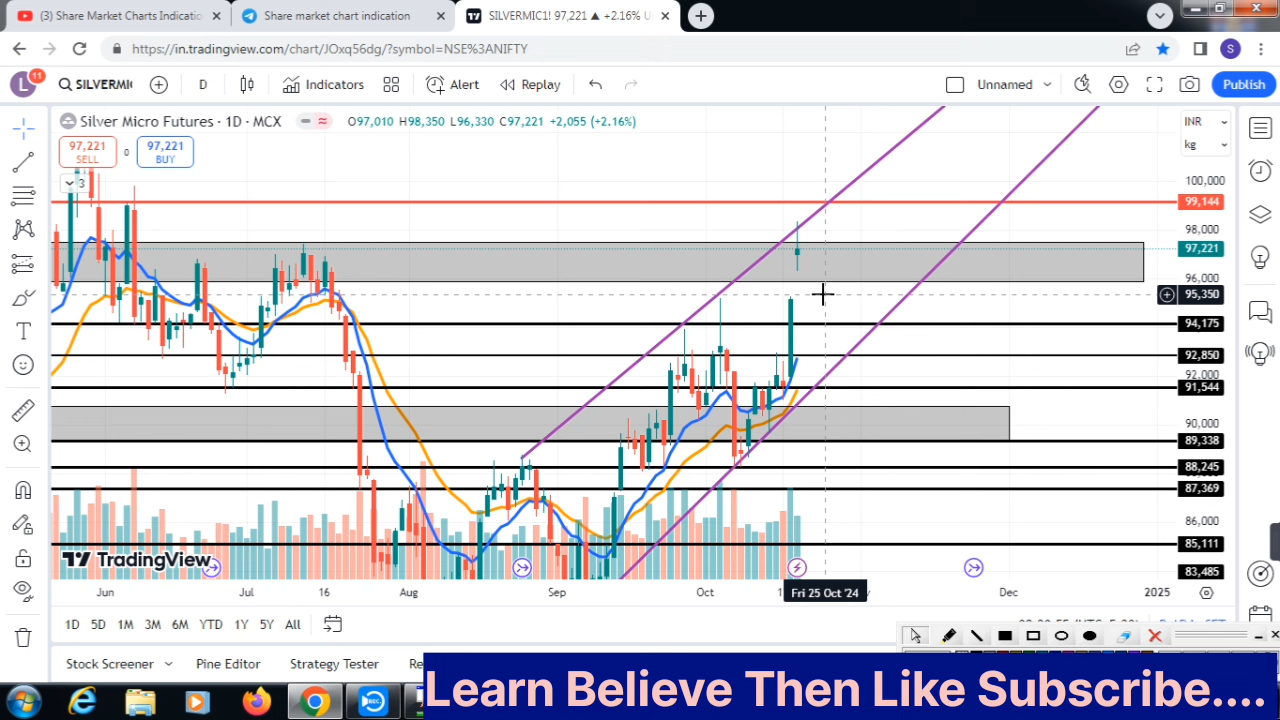 (3) Share Market Charts Indicatio
Share market chart indication
SILVERMIC1! 97,221 ▲ +2.16% U
https://in.tradingview.com/chart/JOxq56dg/?symbol=NSE%3ANIFTY
S
L
11
SILVERMIC
D
Indicators
Alert
Replay
Unnamed
Publish
Silver Micro Futures · 1D · MCX
O97,010 H98,350 L96,330 C97,221 +2,055 (+2.16%)
INR
kg
97,221
SELL
0
97,221
BUY
3
100,000
99,144
98,000
97,221
96,000
95,350
94,175
92,850
92,000
91,544
90,000
89,338
88,245
87,369
86,000
85,111
83,485
TradingView
Jun
Jul
16
Aug
Sep
Oct
Fri 25 Oct '24
Dec
2025
1D 5D 1M 3M 6M YTD 1Y 5Y All
Stock Screener
Pine Editor
Strategy Tester
Learn Believe Then Like Subscribe....
REC